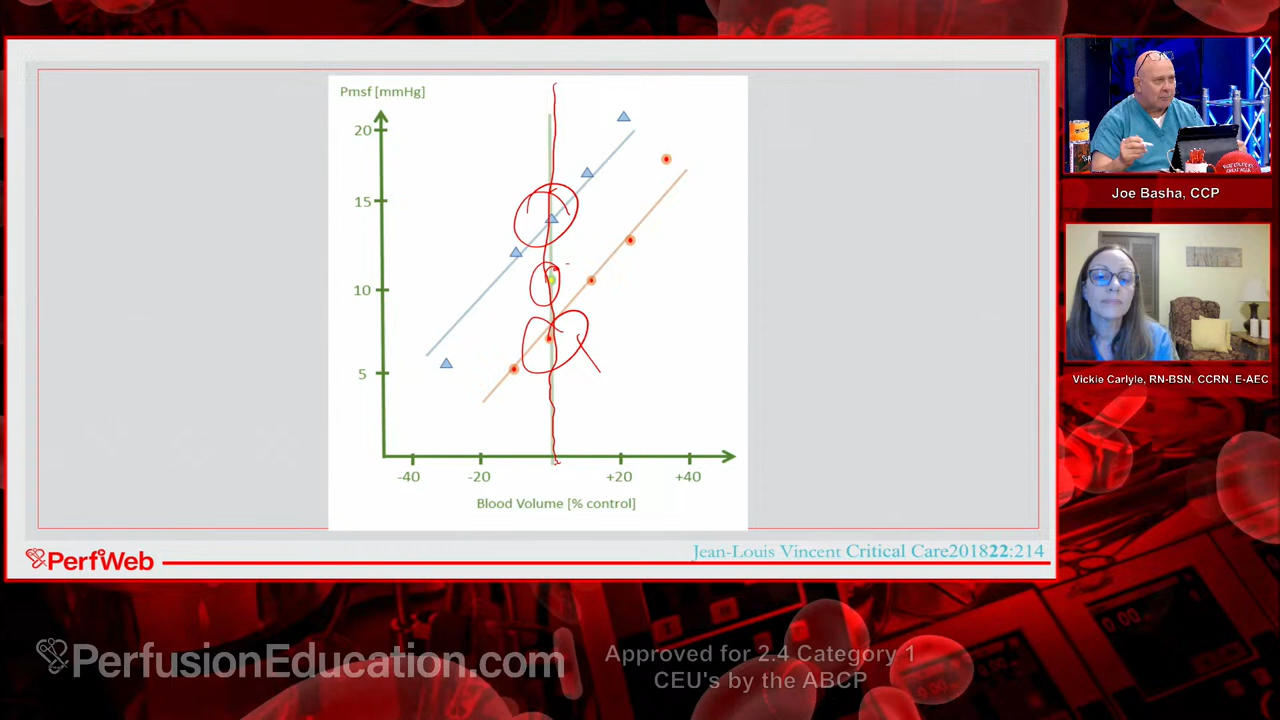 Pmsf [mmHg]
20
15
10
5
-40
-20
+20
+40
Blood Volume [% control]
Jean-Louis Vincent Critical Care201822:214
PerfWeb
Joe Basha, CCP
Vickie Carlyle, RN-BSN, CCRN, E-AEC
PerfusionEducation.com
Approved for 2.4 Category 1
CEU's by the ABCP